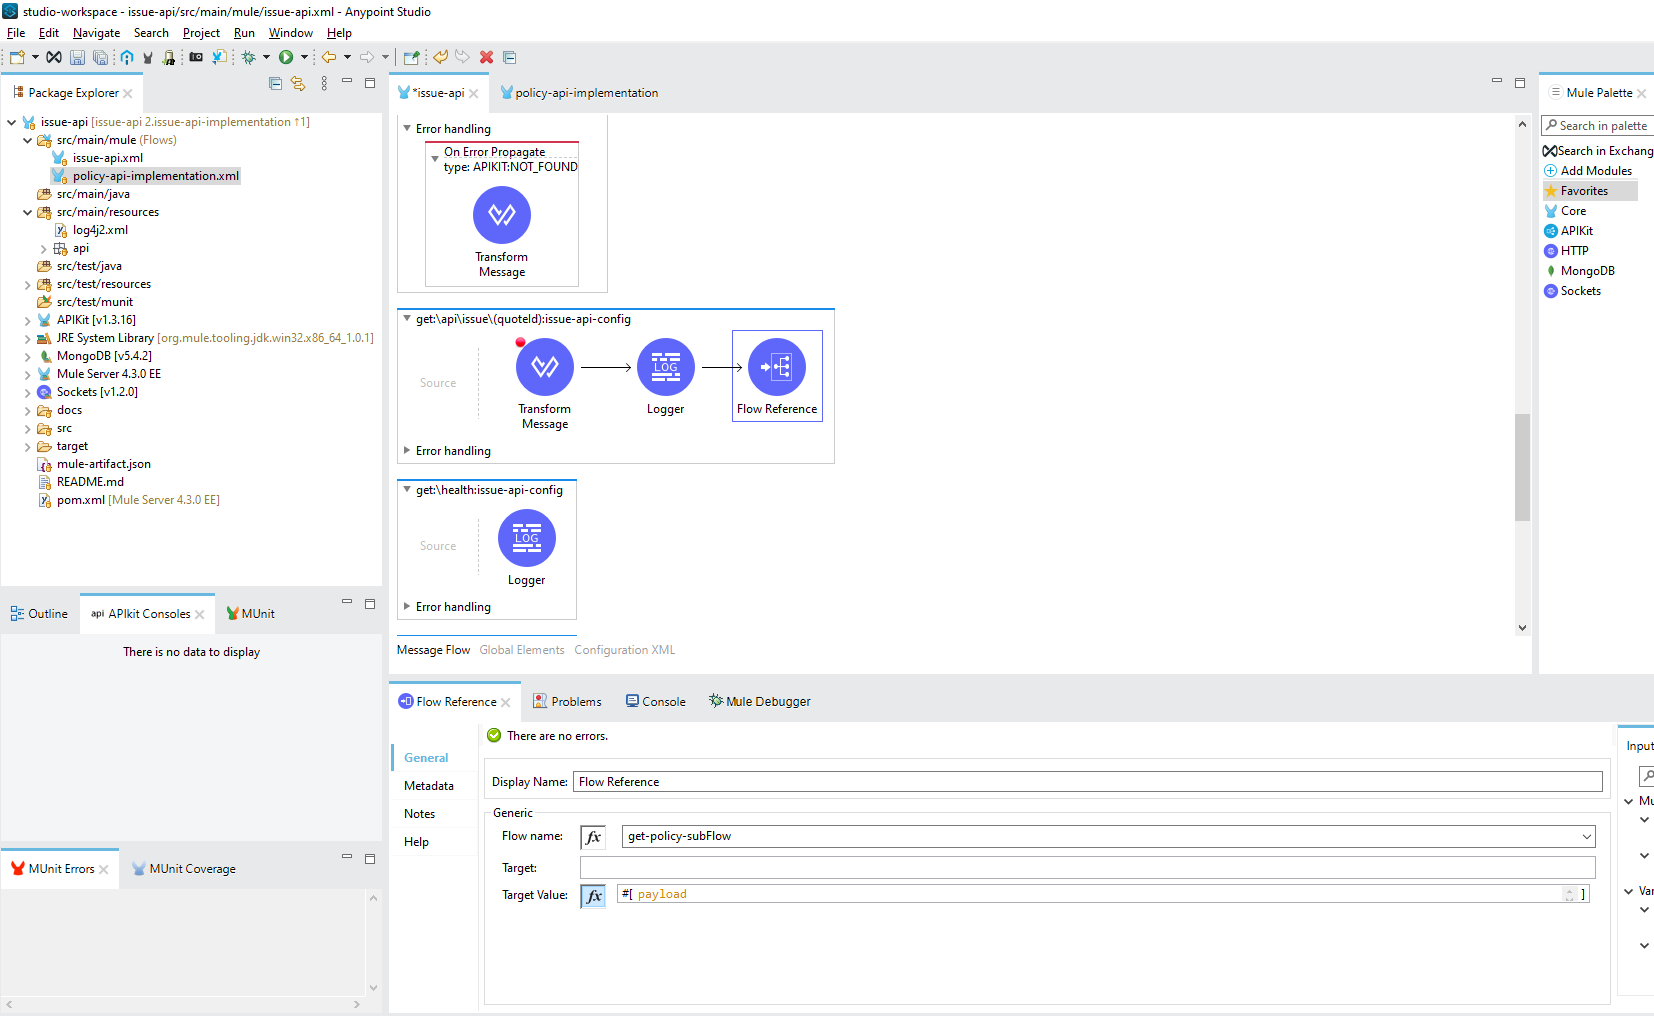 studio-workspace - issue-api/src/main/mule/issue-api.xml - Anypoint Studio
File Edit Navigate Search Project Run Window Help
Package Explorer
issue-api [issue-api 2.issue-api-implementation ↑1]
src/main/mule (Flows)
issue-api.xml
policy-api-implementation.xml
src/main/java
src/main/resources
log4j2.xml
api
src/test/java
src/test/resources
src/test/munit
APIKit [v1.3.16]
JRE System Library [org.mule.tooling.jdk.win32.x86_64_1.0.1]
MongoDB [v5.4.2]
Mule Server 4.3.0 EE
Sockets [v1.2.0]
docs
src
target
mule-artifact.json
README.md
pom.xml [Mule Server 4.3.0 EE]
Outline
api APIkit Consoles
MUnit
There is no data to display
MUnit Errors
MUnit Coverage
*issue-api
policy-api-implementation
Error handling
On Error Propagate
type: APIKIT:NOT_FOUND
Transform
Message
get:\api\issue\(quoteId):issue-api-config
Source
Transform
Message
LOG
Logger
Flow Reference
Error handling
get:\health:issue-api-config
Source
LOG
Logger
Error handling
Message Flow Global Elements Configuration XML
Mule Palette
Search in palette
Search in Exchang
Add Modules
Favorites
Core
APIKit
HTTP
MongoDB
Sockets
Flow Reference
Problems
Console
Mule Debugger
There are no errors.
General
Metadata
Notes
Help
Display Name: Flow Reference
Generic
Flow name: fx get-policy-subFlow
Target:
Target Value: fx #[ payload ]
Input
Mu
Var